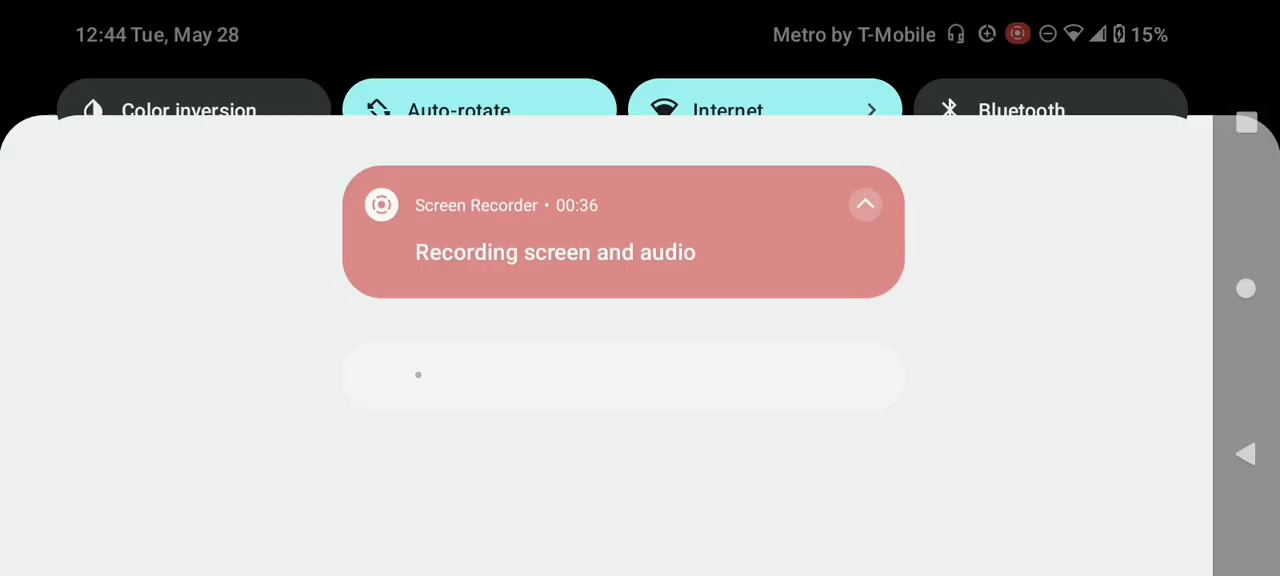 12:44 Tue, May 28
Metro by T-Mobile 15%
Color inversion
Auto-rotate
Internet
Bluetooth
Screen Recorder • 00:36
Recording screen and audio